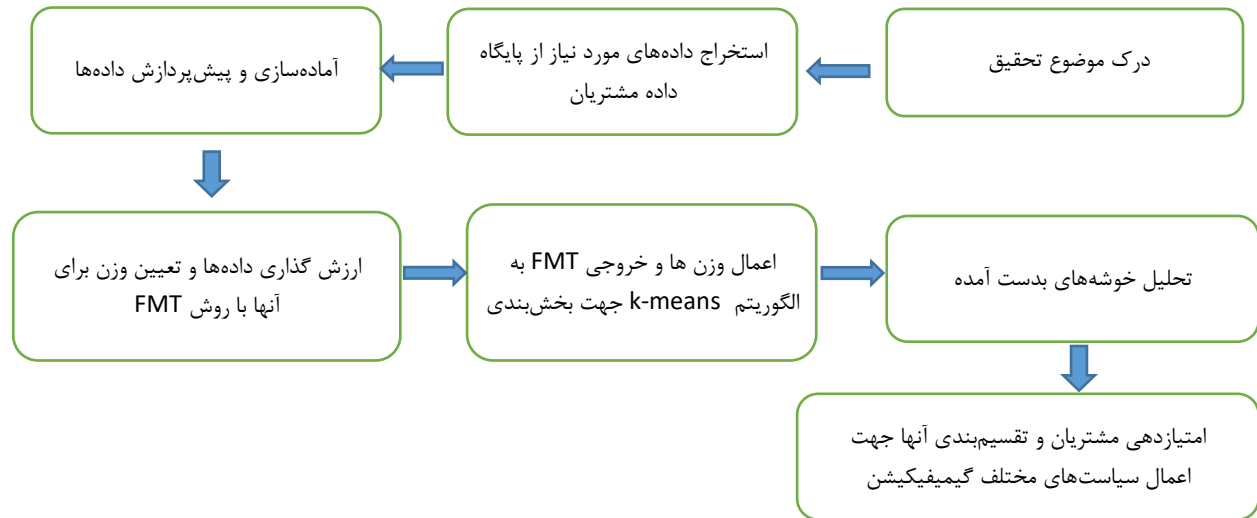 درک موضوع تحقیق
استخراج داده‌های مورد نیاز از پایگاه
داده مشتریان
آماده‌سازی و پیش‌پردازش داده‌ها
ارزش گذاری داده‌ها و تعیین وزن برای
آنها با روش FMT
اعمال وزن ها و خروجی FMT به
الگوریتم k-means جهت بخش‌بندی
تحلیل خوشه‌های بدست آمده
امتیازدهی مشتریان و تقسیم‌بندی آنها جهت
اعمال سیاست‌های مختلف گیمیفیکیشن